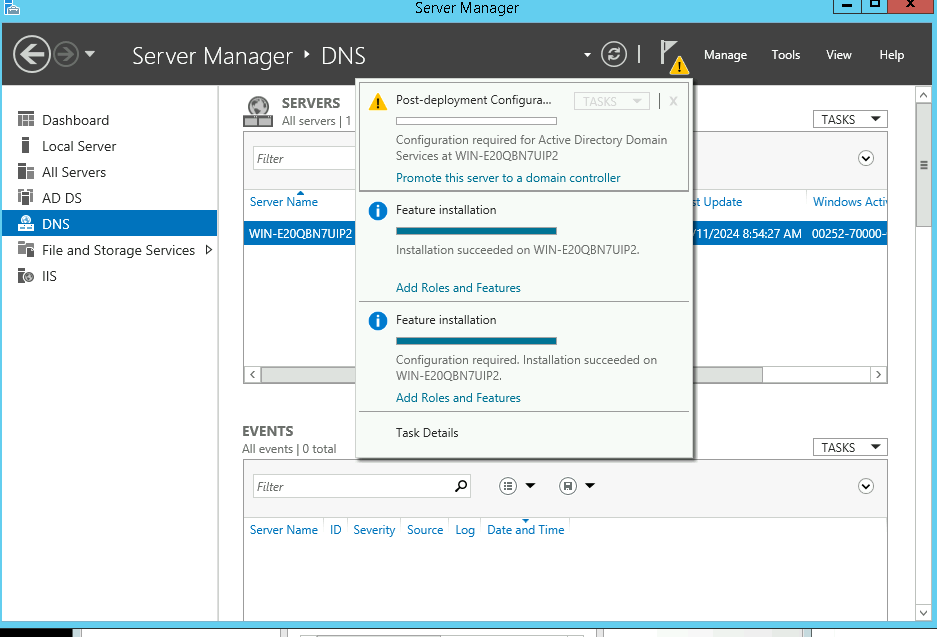 Server Manager
Server Manager • DNS
Manage Tools View Help
Dashboard
Local Server
All Servers
AD DS
DNS
File and Storage Services
IIS
SERVERS
All servers | 1
TASKS
Filter
Server Name
st Update
Windows Activ
WIN-E20QBN7UIP2
/11/2024 8:54:27 AM
00252-70000-
Post-deployment Configura...
TASKS
X
Configuration required for Active Directory Domain
Services at WIN-E20QBN7UIP2
Promote this server to a domain controller
Feature installation
Installation succeeded on WIN-E20QBN7UIP2.
Add Roles and Features
Feature installation
Configuration required. Installation succeeded on
WIN-E20QBN7UIP2.
Add Roles and Features
Task Details
EVENTS
All events | 0 total
TASKS
Filter
Server Name ID Severity Source Log Date and Time